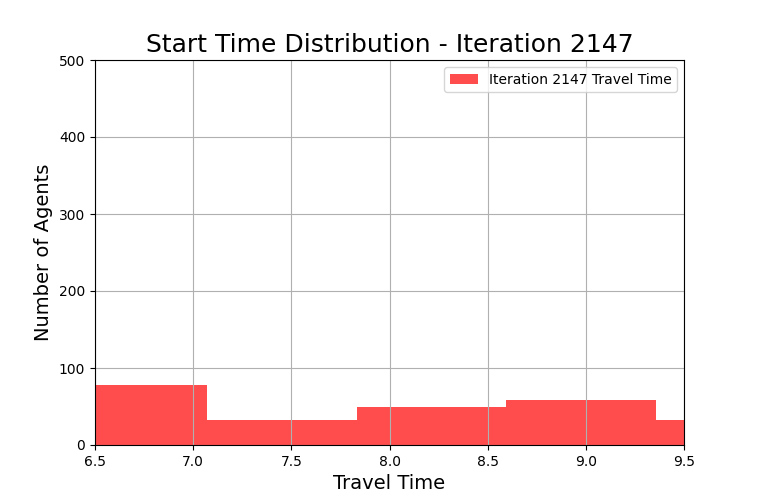 Start Time Distribution - Iteration 2147
Iteration 2147 Travel Time
Number of Agents
500
400
300
200
100
0
6.5 7.0 7.5 8.0 8.5 9.0 9.5
Travel Time